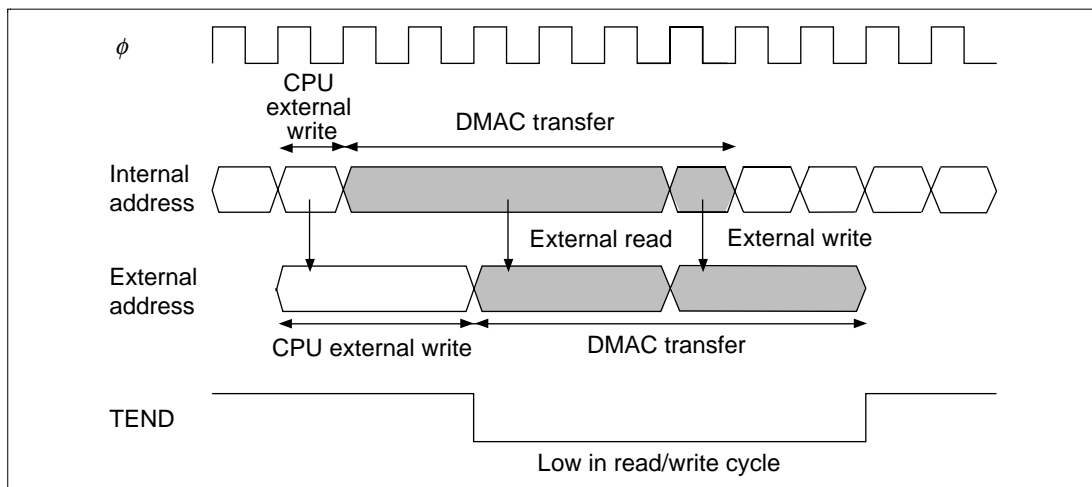 ϕ
CPU
external
write
DMAC transfer
Internal
address
External read
External write
External
address
CPU external write
DMAC transfer
TEND
Low in read/write cycle